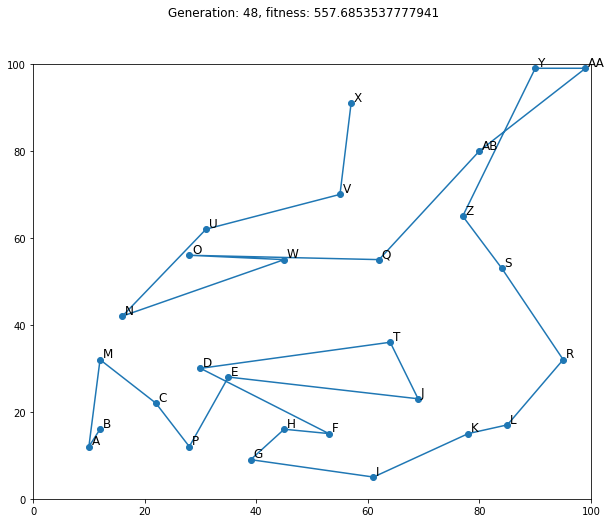 Generation: 48, fitness: 557.6853537777941
100
Y
AA
X
80
AB
V
Z
U
60
O
W
Q
S
N
40
T
M
R
D
E
J
C
20
B
L
H
F
K
A
P
G
I
0
0
20
40
60
80
100